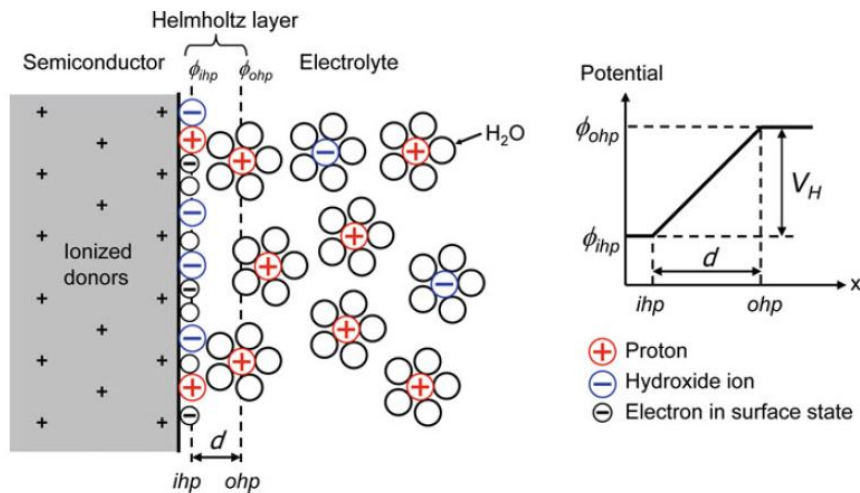 Helmholtz layer
Semiconductor
ϕihp
ϕohp
Electrolyte
H2O
Ionized
donors
d
ihp
ohp
Potential
ϕohp
VH
ϕihp
d
x
ihp
ohp
Proton
Hydroxide ion
Electron in surface state